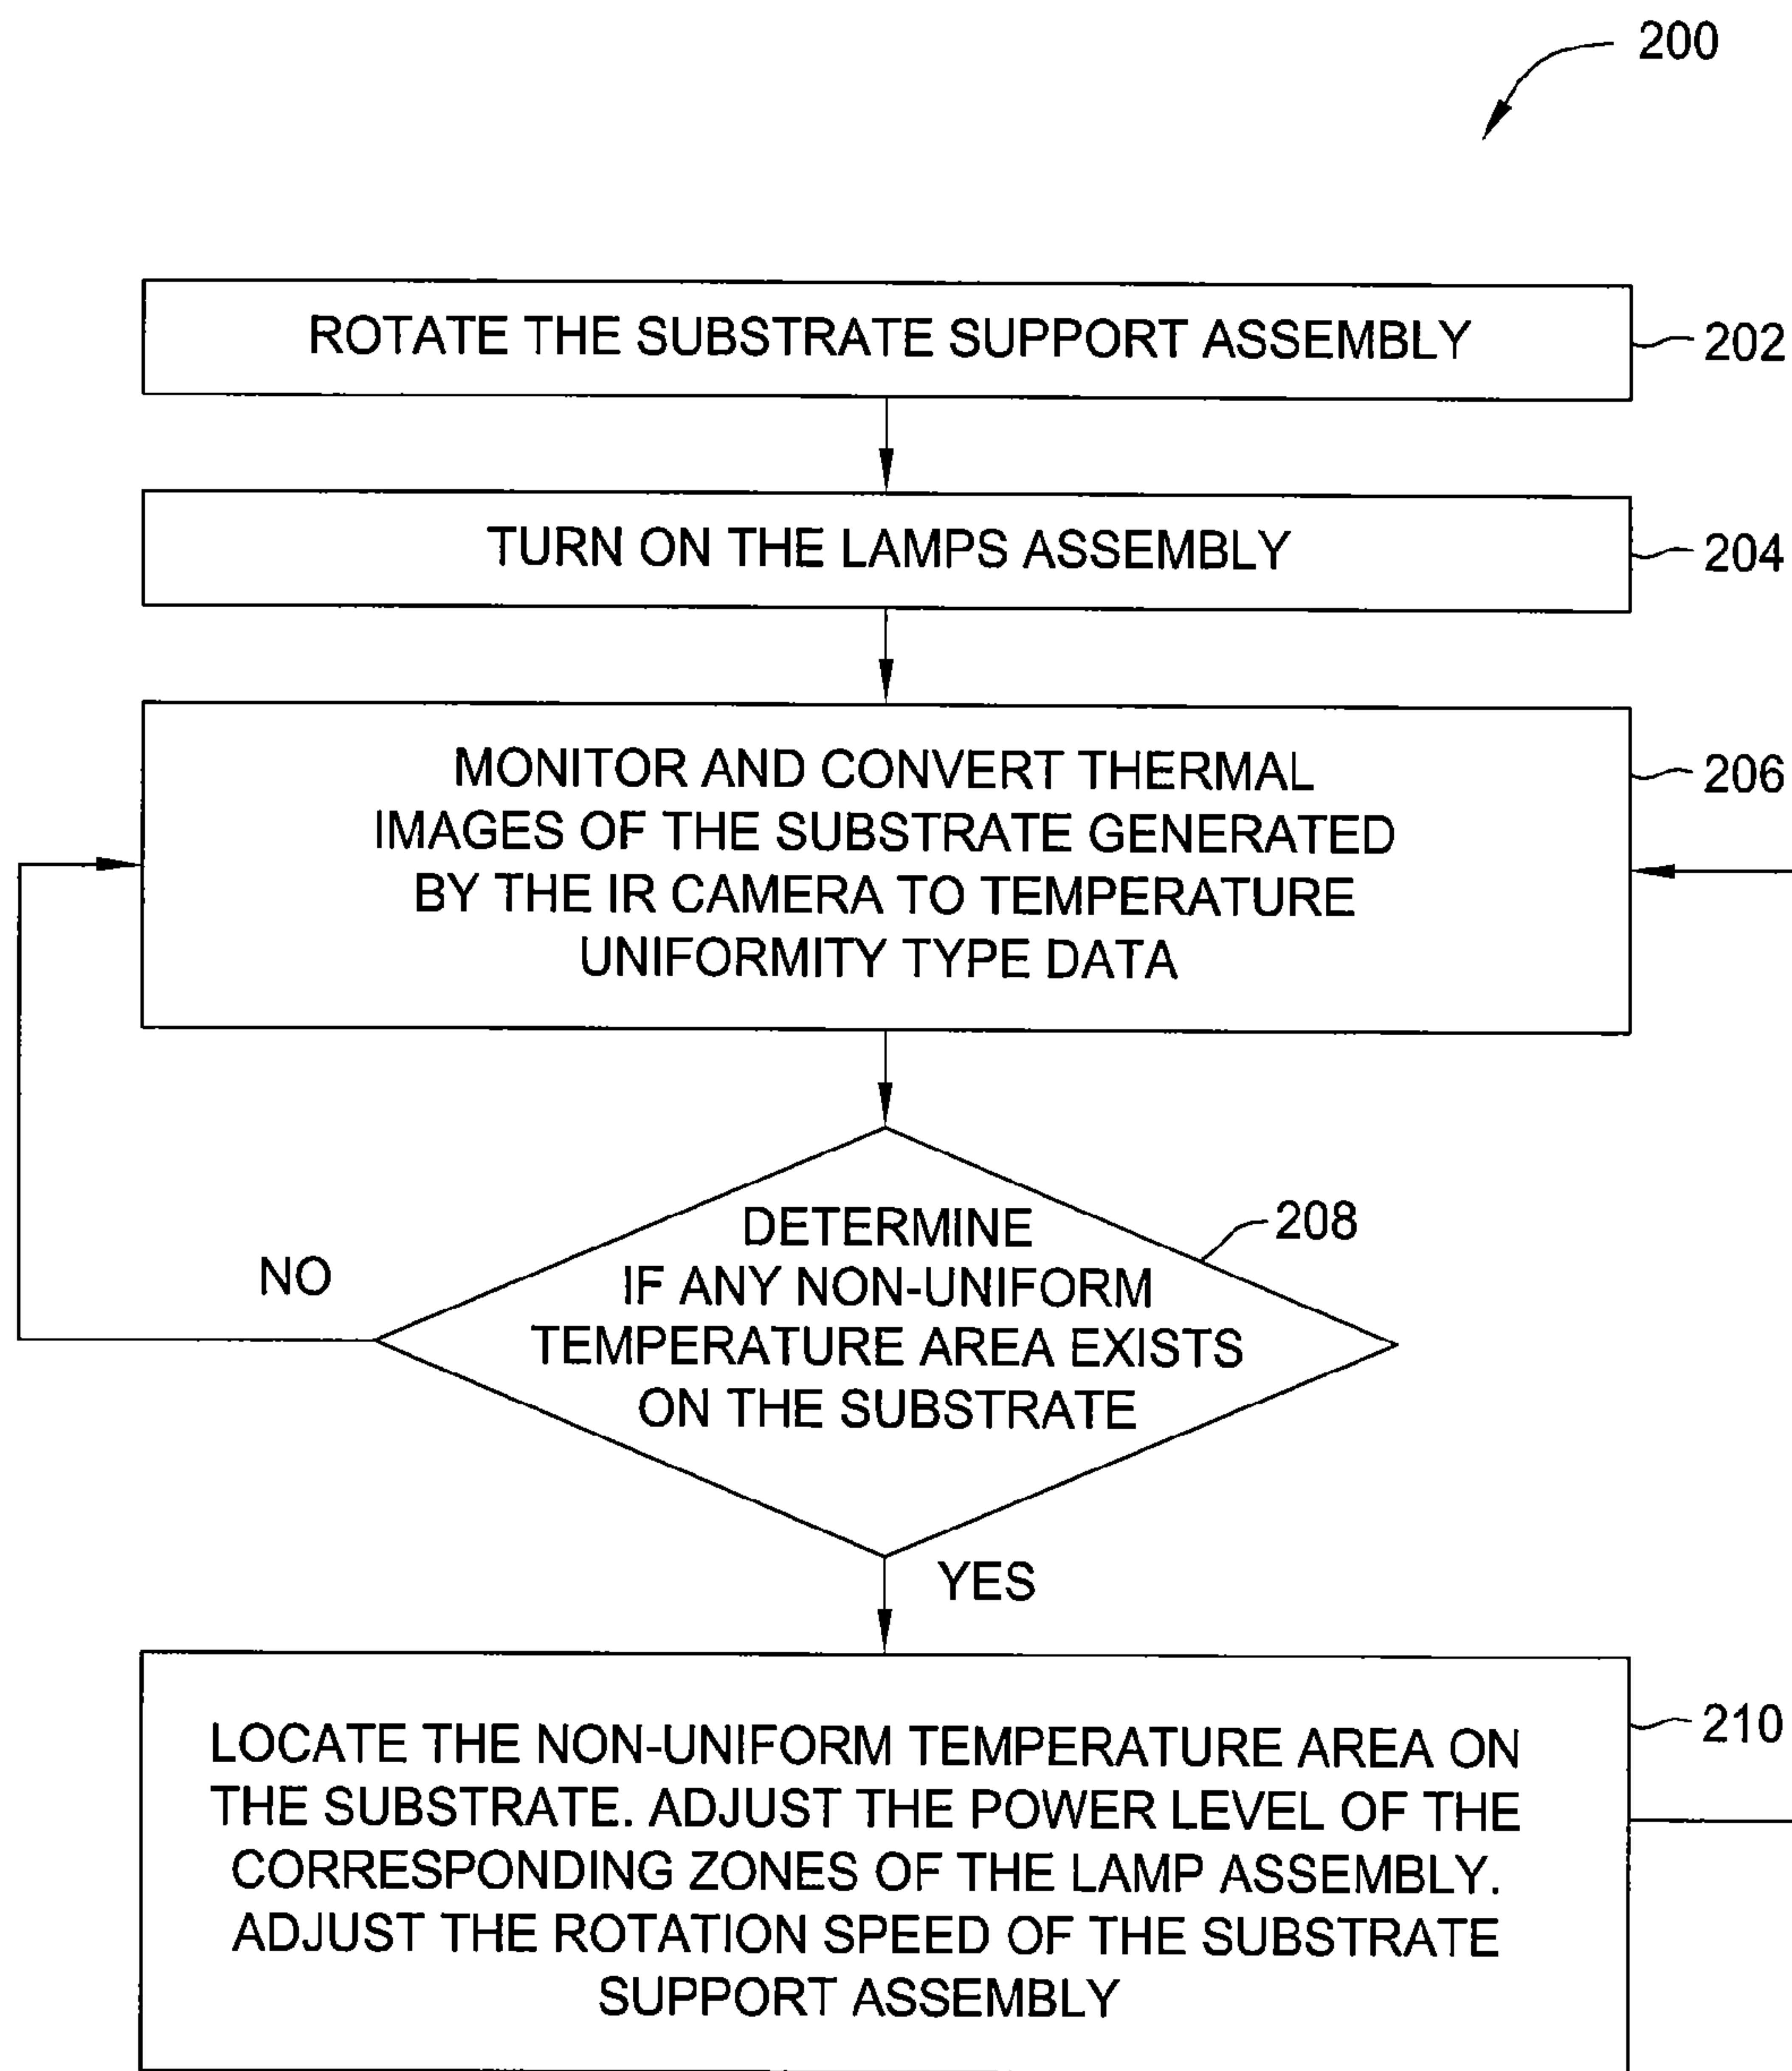 200
ROTATE THE SUBSTRATE SUPPORT ASSEMBLY
202
TURN ON THE LAMPS ASSEMBLY
204
MONITOR AND CONVERT THERMAL
IMAGES OF THE SUBSTRATE GENERATED
BY THE IR CAMERA TO TEMPERATURE
UNIFORMITY TYPE DATA
206
DETERMINE
IF ANY NON-UNIFORM
TEMPERATURE AREA EXISTS
ON THE SUBSTRATE
208
NO
YES
LOCATE THE NON-UNIFORM TEMPERATURE AREA ON
THE SUBSTRATE. ADJUST THE POWER LEVEL OF THE
CORRESPONDING ZONES OF THE LAMP ASSEMBLY.
ADJUST THE ROTATION SPEED OF THE SUBSTRATE
SUPPORT ASSEMBLY
210